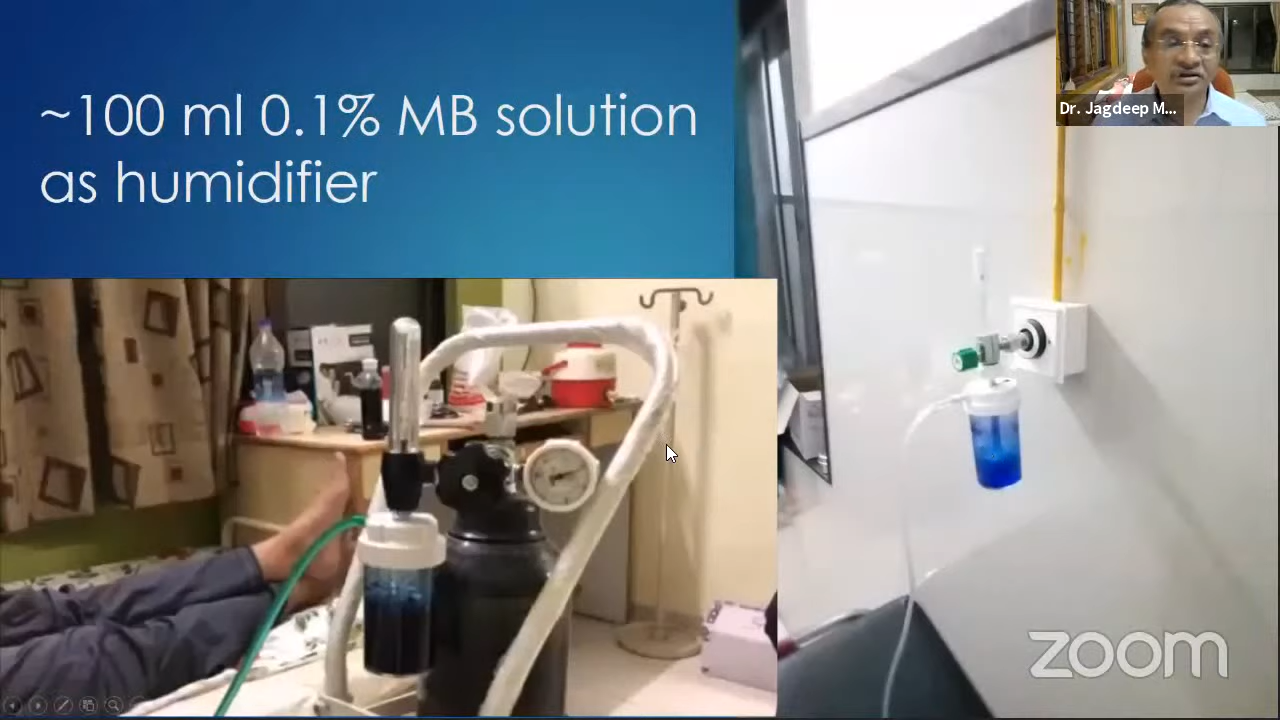 ~100 ml 0.1% MB solution
as humidifier
Dr. Jagdeep M...
zoom